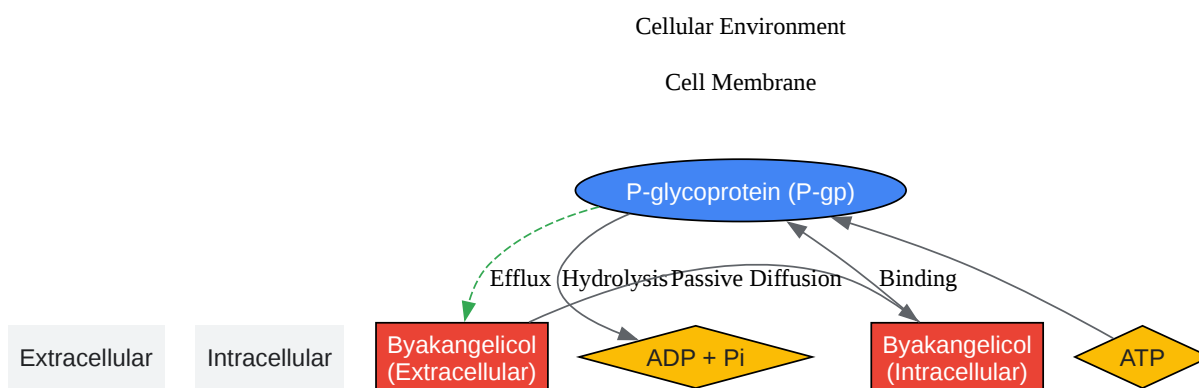 Cellular Environment
Cell Membrane
P-glycoprotein (P-gp)
Efflux
Hydrolysis
Passive Diffusion
Binding
Extracellular
Intracellular
Byakangelicol
(Extracellular)
ADP + Pi
Byakangelicol
(Intracellular)
ATP